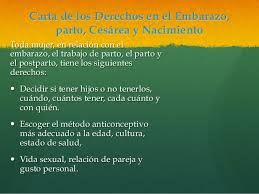 Carta de los Derechos en el Embarazo,
parto, Cesárea y Nacimiento
Toda mujer, en relación con el
embarazo, el trabajo de parto, el parto y
el postparto, tiene los siguientes
derechos:
• Decidir si tener hijos o no tenerlos,
cuándo, cuántos tener, cada cuánto y
con quién.
• Escoger el método anticonceptivo
más adecuado a la edad, cultura,
estado de salud,
• Vida sexual, relación de pareja y
gusto personal.